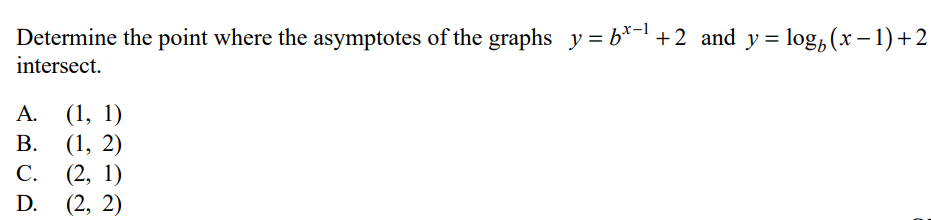 Determine the point where the asymptotes of the graphs y = b^{x−1} + 2 and y = log_b (x − 1) + 2
intersect.
A. (1, 1)
B. (1, 2)
C. (2, 1)
D. (2, 2)